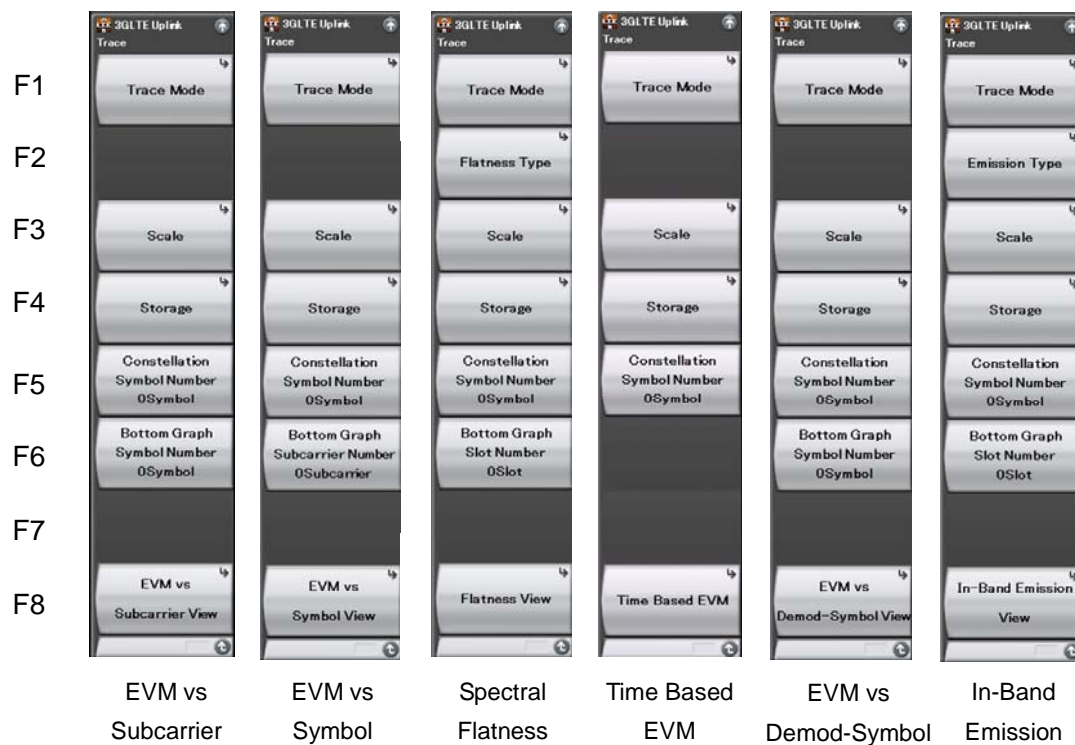 3GLTE Uplink 3GLTE Uplink 3GLTE Uplink 3GLTE Uplink 3GLTE Uplink 3GLTE Uplink
Trace Trace Trace Trace Trace Trace
F1 Trace Mode Trace Mode Trace Mode Trace Mode Trace Mode Trace Mode
F2 Flatness Type Emission Type
F3 Scale Scale Scale Scale Scale Scale
F4 Storage Storage Storage Storage Storage Storage
Constellation Constellation Constellation Constellation Constellation Constellation
F5 Symbol Number Symbol Number Symbol Number Symbol Number Symbol Number Symbol Number
0Symbol 0Symbol 0Symbol 0Symbol 0Symbol 0Symbol
Bottom Graph Bottom Graph Bottom Graph Bottom Graph Bottom Graph
F6 Symbol Number Subcarrier Number Slot Number Symbol Number Slot Number
0Symbol 0Subcarrier 0Slot 0Symbol 0Slot
F7
EVM vs EVM vs EVM vs In-Band Emission
F8 Flatness View Time Based EVM
Subcarrier View Symbol View Demod-Symbol View View
EVM vs EVM vs Spectral Time Based EVM vs In-Band
Subcarrier Symbol Flatness EVM Demod-Symbol Emission